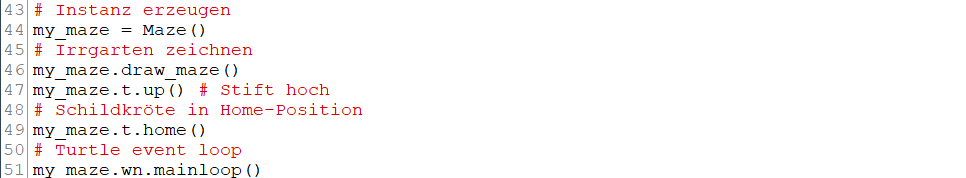 43 # Instanz erzeugen
44 my_maze = Maze()
45 # Irrgarten zeichnen
46 my_maze.draw_maze()
47 my_maze.t.up() # Stift hoch
48 # Schildkröte in Home-Position
49 my_maze.t.home()
50 # Turtle event loop
51 my_maze.wn.mainloop()